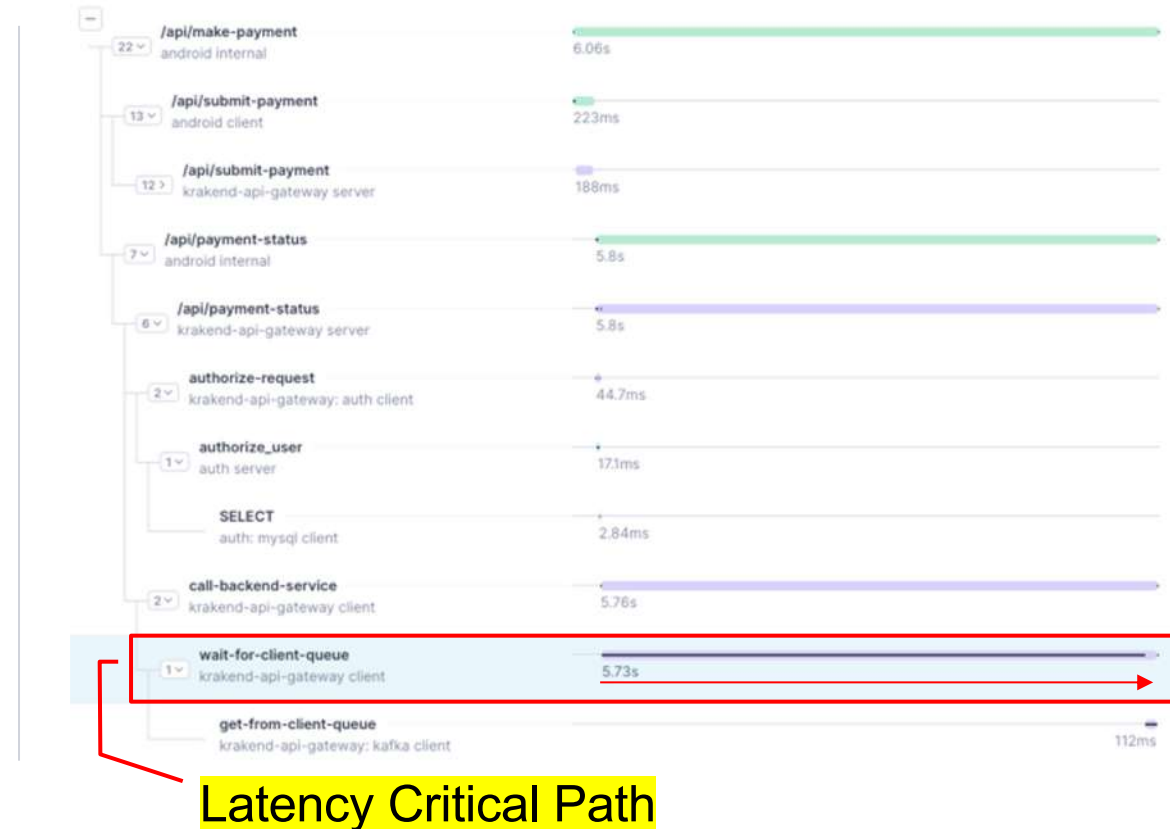 /api/make-payment
22
android internal
6.06s
/api/submit-payment
13
android client
223ms
/api/submit-payment
12
krakend-api-gateway server
188ms
/api/payment-status
7
android internal
5.8s
/api/payment-status
6
krakend-api-gateway server
5.8s
authorize-request
2
krakend-api-gateway: auth client
44.7ms
authorize_user
1
auth server
17.1ms
SELECT
auth: mysql client
2.84ms
call-backend-service
2
krakend-api-gateway client
5.76s
wait-for-client-queue
1
krakend-api-gateway client
5.73s
get-from-client-queue
krakend-api-gateway: kafka client
112ms
Latency Critical Path